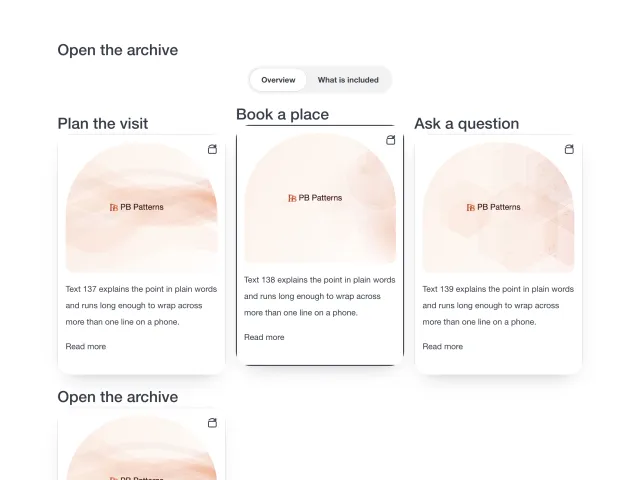 Open the archive
Overview
What is included
Plan the visit
PB Patterns
Text 137 explains the point in plain words
and runs long enough to wrap across
more than one line on a phone.
Read more
Book a place
PB Patterns
Text 138 explains the point in plain words
and runs long enough to wrap across
more than one line on a phone.
Read more
Ask a question
PB Patterns
Text 139 explains the point in plain words
and runs long enough to wrap across
more than one line on a phone.
Read more
Open the archive
PB Patterns